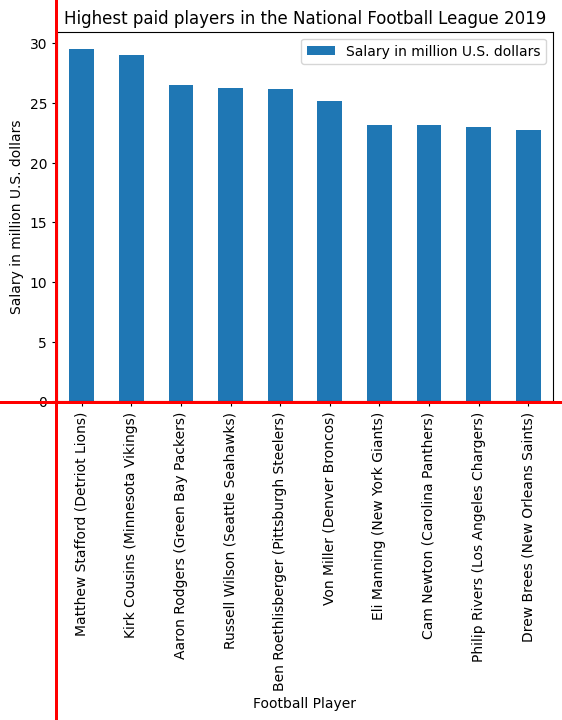 Highest paid players in the National Football League 2019
Salary in million U.S. dollars
Salary in million U.S. dollars
30
25
20
15
10
5
0
Matthew Stafford (Detriot Lions)
Kirk Cousins (Minnesota Vikings)
Aaron Rodgers (Green Bay Packers)
Russell Wilson (Seattle Seahawks)
Ben Roethlisberger (Pittsburgh Steelers)
Von Miller (Denver Broncos)
Eli Manning (New York Giants)
Cam Newton (Carolina Panthers)
Philip Rivers (Los Angeles Chargers)
Drew Brees (New Orleans Saints)
Football Player